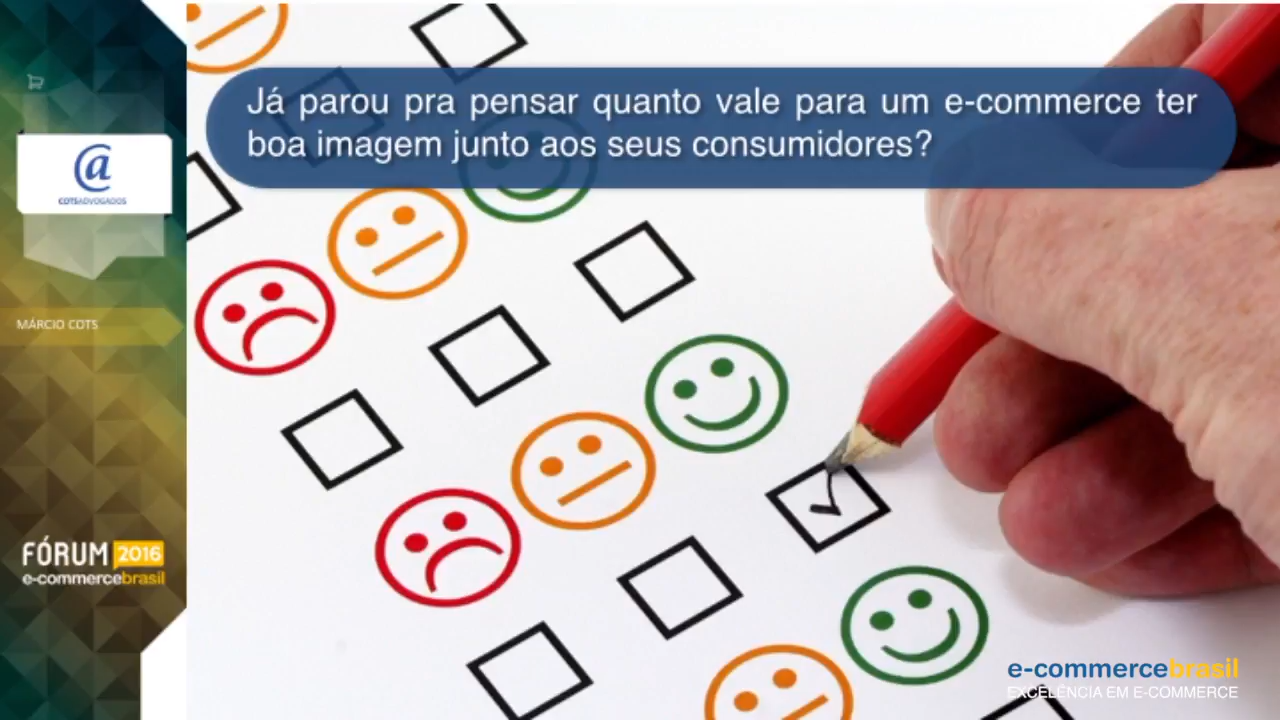 Já parou pra pensar quanto vale para um e-commerce ter
boa imagem junto aos seus consumidores?
@
COTSADVOGADOS
MÁRCIO COTS
FÓRUM 2016
e-commercebrasil
e-commercebrasil
EXCELÊNCIA EM E-COMMERCE